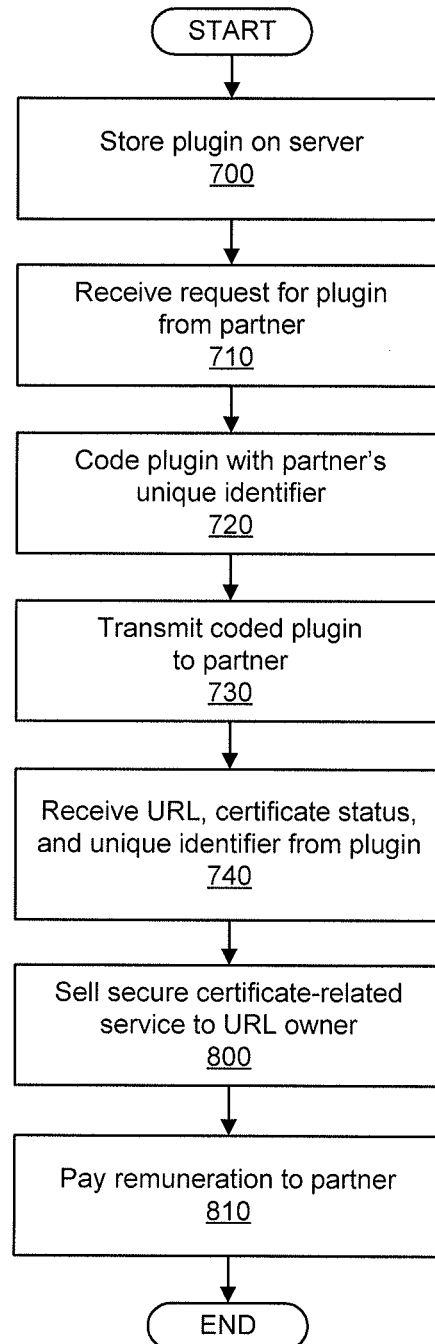 START
Store plugin on server
700
Receive request for plugin
from partner
710
Code plugin with partner's
unique identifier
720
Transmit coded plugin
to partner
730
Receive URL, certificate status,
and unique identifier from plugin
740
Sell secure certificate-related
service to URL owner
800
Pay remuneration to partner
810
END